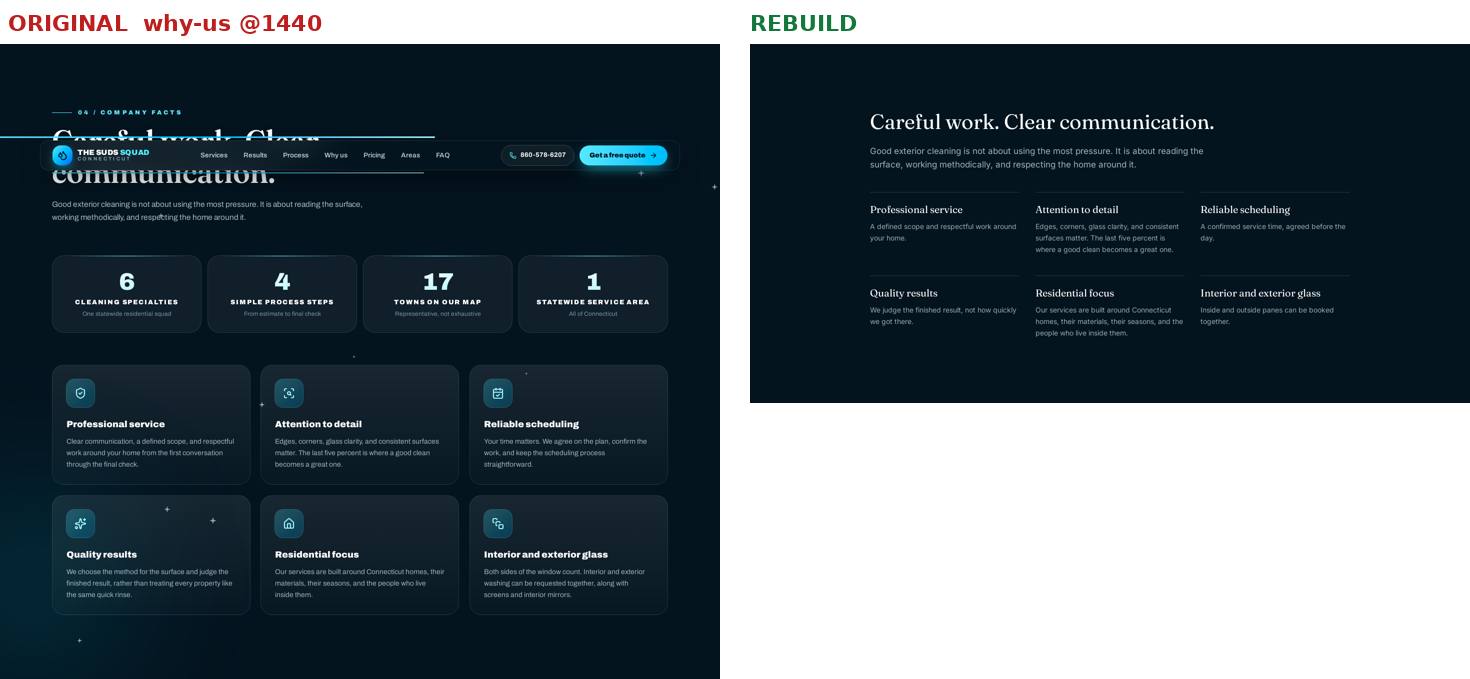 ORIGINAL why-us @1440
REBUILD
04 / COMPANY FACTS
Careful work. Clear
THE SUDS SQUAD
CONNECTICUT
Services
Results
Process
Why us
Pricing
Areas
FAQ
860-578-6207
Get a free quote
communication.
Good exterior cleaning is not about using the most pressure. It is about reading the surface,
working methodically, and respecting the home around it.
6
CLEANING SPECIALTIES
One statewide residential squad
4
SIMPLE PROCESS STEPS
From estimate to final check
17
TOWNS ON OUR MAP
Representative, not exhaustive
1
STATEWIDE SERVICE AREA
All of Connecticut
Professional service
Clear communication, a defined scope, and respectful
work around your home from the first conversation
through the final check.
Attention to detail
Edges, corners, glass clarity, and consistent surfaces
matter. The last five percent is where a good clean
becomes a great one.
Reliable scheduling
Your time matters. We agree on the plan, confirm the
work, and keep the scheduling process
straightforward.
Quality results
We choose the method for the surface and judge the
finished result, rather than treating every property like
the same quick rinse.
Residential focus
Our services are built around Connecticut homes, their
materials, their seasons, and the people who live
inside them.
Interior and exterior glass
Both sides of the window count. Interior and exterior
washing can be requested together, along with
screens and interior mirrors.
Careful work. Clear communication.
Good exterior cleaning is not about using the most pressure. It is about reading the
surface, working methodically, and respecting the home around it.
Professional service
A defined scope and respectful work around
your home.
Attention to detail
Edges, corners, glass clarity, and consistent
surfaces matter. The last five percent is
where a good clean becomes a great one.
Reliable scheduling
A confirmed service time, agreed before the
day.
Quality results
We judge the finished result, not how quickly
we got there.
Residential focus
Our services are built around Connecticut
homes, their materials, their seasons, and the
people who live inside them.
Interior and exterior glass
Inside and outside panes can be booked
together.